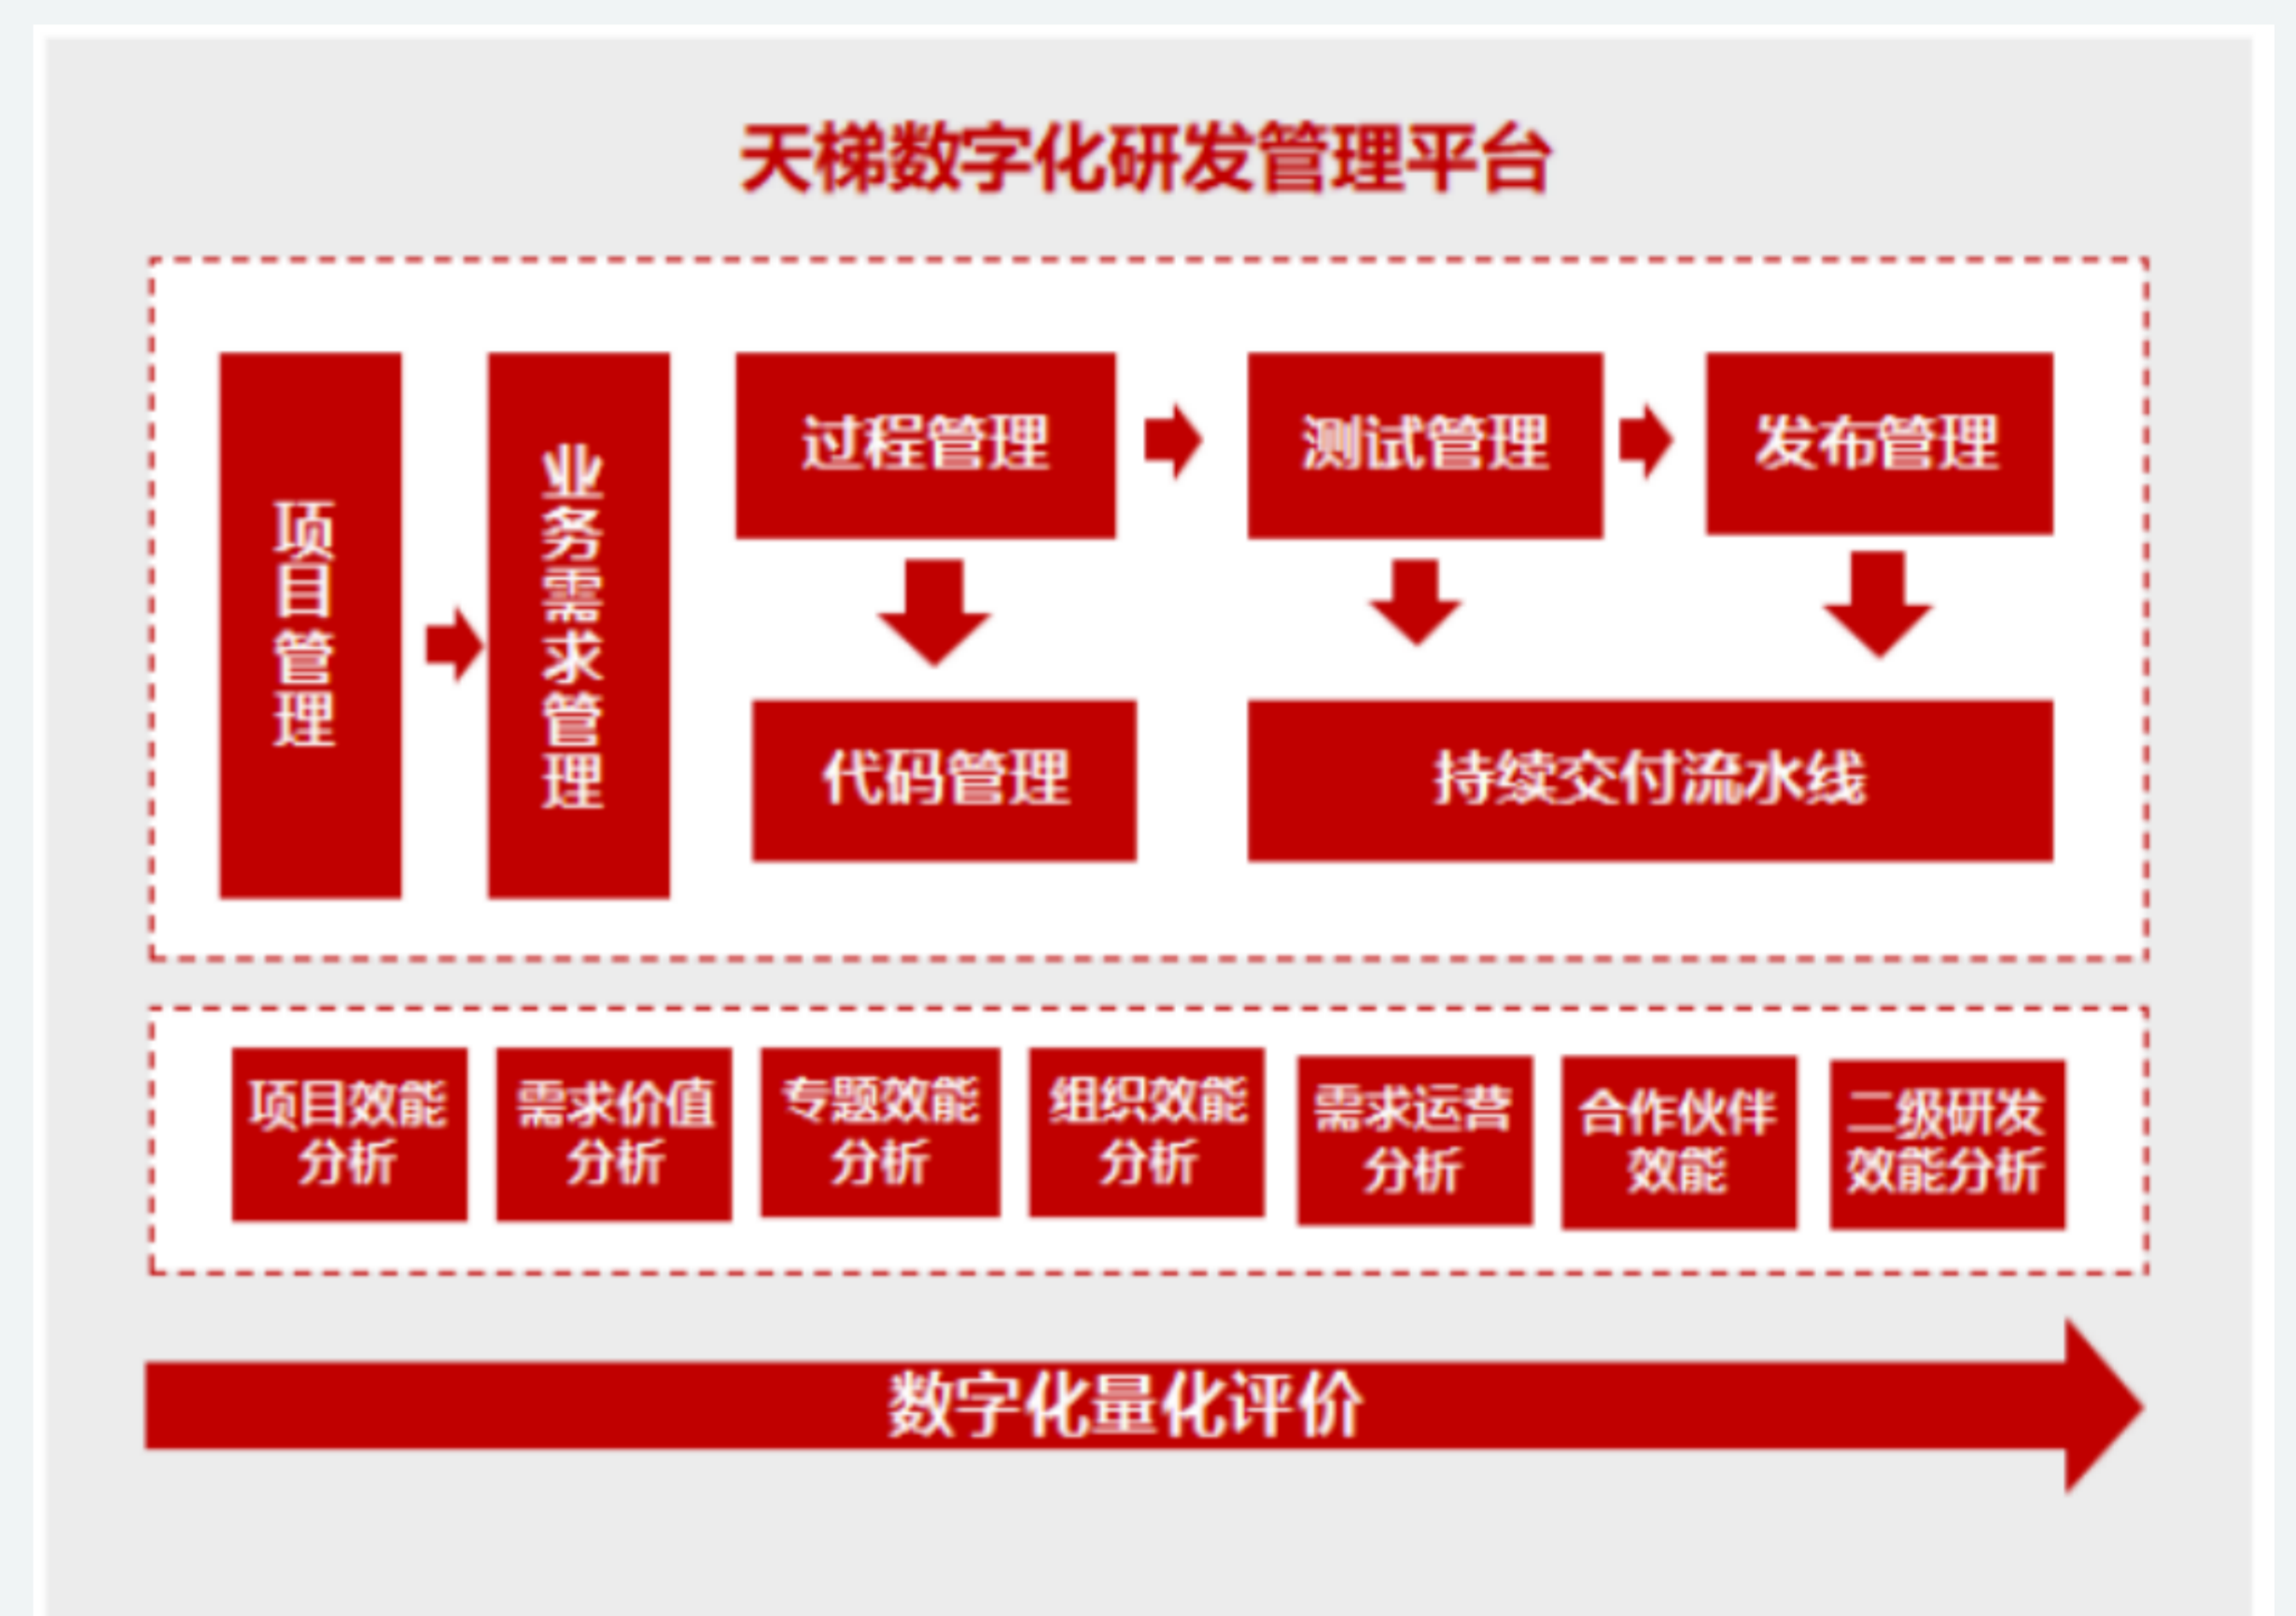 天梯数字化研发管理平台
项目管理
业务需求管理
过程管理
测试管理
发布管理
代码管理
持续交付流水线
项目效能
分析
需求价值
分析
专题效能
分析
组织效能
分析
需求运营
分析
合作伙伴
效能
二级研发
效能分析
数字化量化评价